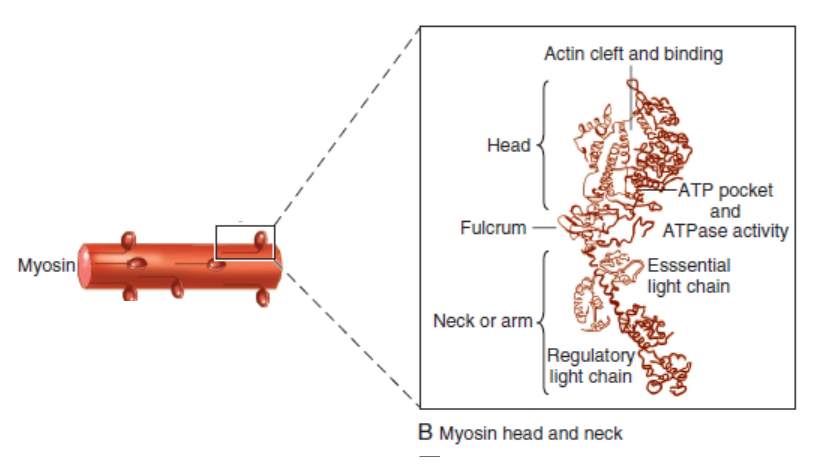 Actin cleft and binding
Head
ATP pocket
and
ATPase activity
Fulcrum
Myosin
Esssential
light chain
Neck or arm
Regulatory
light chain
B Myosin head and neck